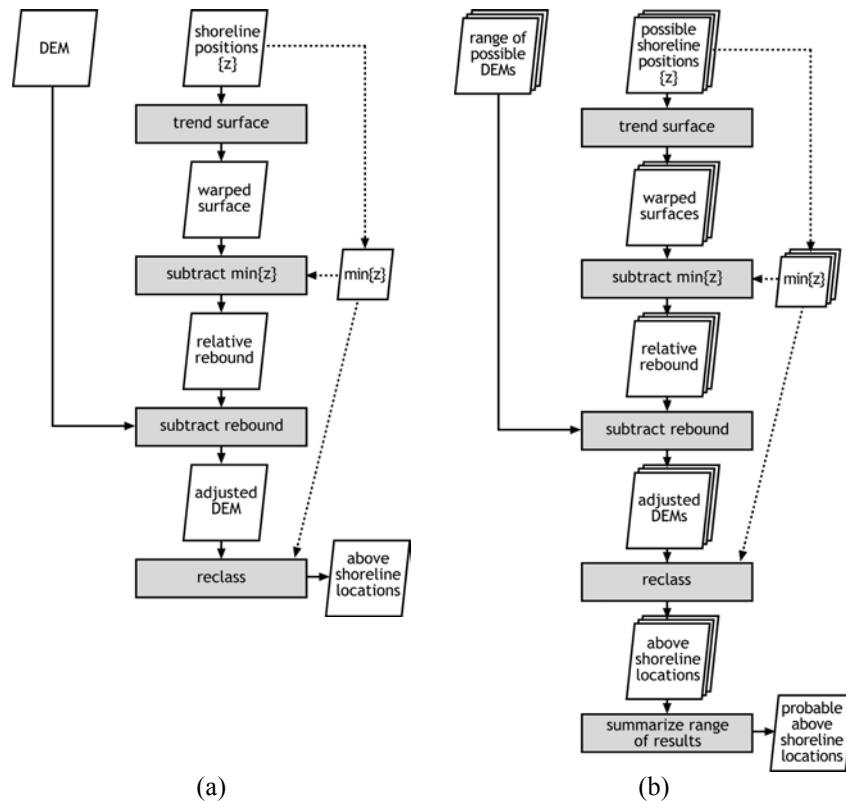 DEM
shoreline
positions
{z}
trend surface
warped
surface
subtract min{z}
min{z}
relative
rebound
subtract rebound
adjusted
DEM
reclass
above
shoreline
locations
(a)
range of
possible
DEMs
possible
shoreline
positions
{z}
trend surface
warped
surfaces
subtract min{z}
min{z}
relative
rebound
subtract rebound
adjusted
DEMs
reclass
above
shoreline
locations
summarize range
of results
probable
above
shoreline
locations
(b)